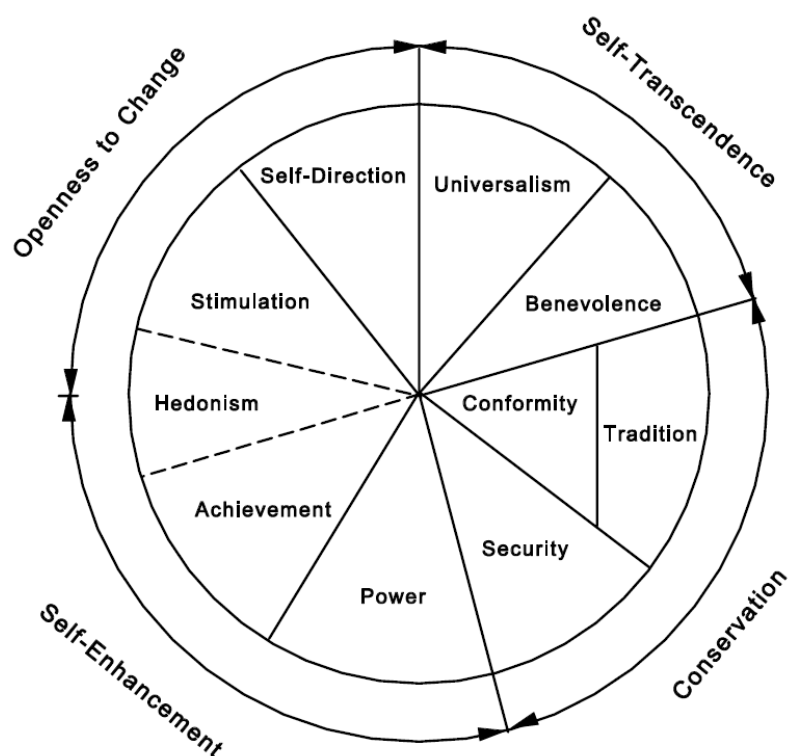 Openness to Change
Self-Transcendence
Self-Direction
Universalism
Stimulation
Benevolence
Hedonism
Conformity
Tradition
Achievement
Security
Power
Self-Enhancement
Conservation